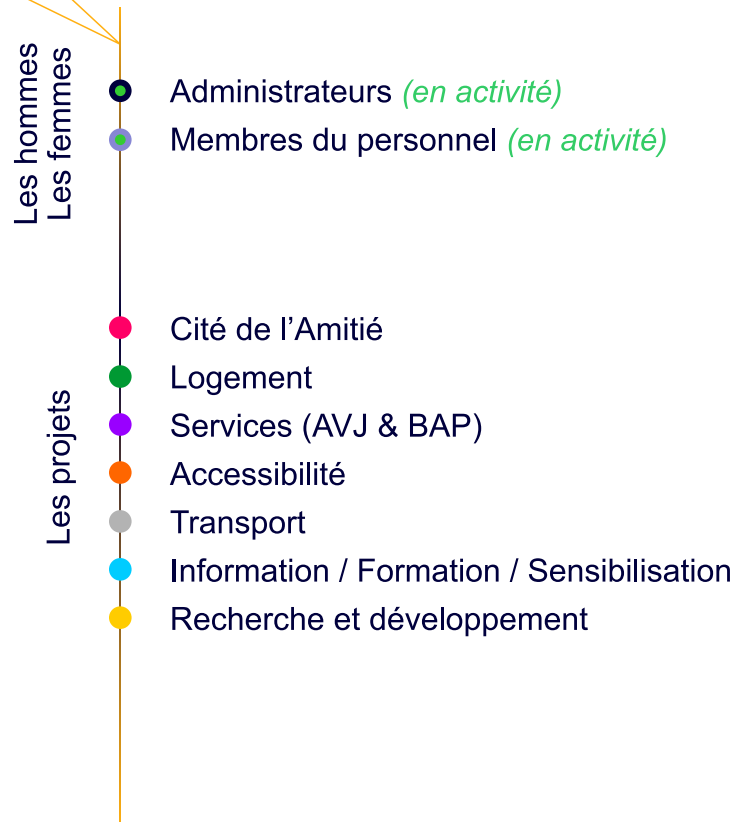 Les hommes
Les femmes
Administrateurs (en activité)
Membres du personnel (en activité)
Les projets
Cité de l’Amitié
Logement
Services (AVJ & BAP)
Accessibilité
Transport
Information / Formation / Sensibilisation
Recherche et développement